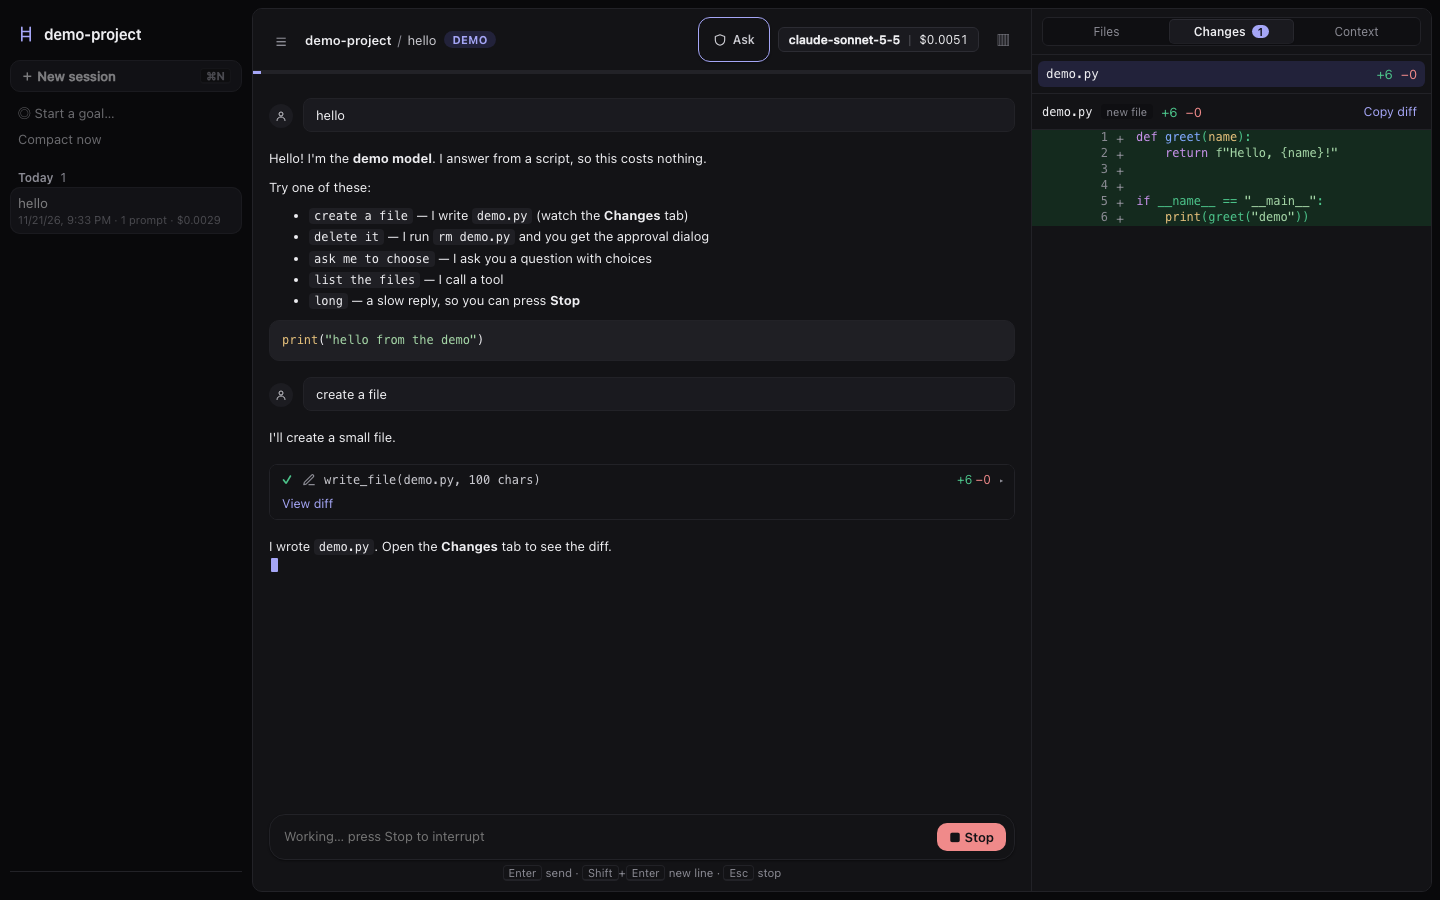 demo-project
+ New session ⌘N
Start a goal...
Compact now
Today 1
hello
11/21/26, 9:33 PM · 1 prompt · $0.0029
demo-project / hello DEMO
Ask
claude-sonnet-5-5 | $0.0051
hello
Hello! I'm the demo model. I answer from a script, so this costs nothing.
Try one of these:
• create a file — I write demo.py (watch the Changes tab)
• delete it — I run rm demo.py and you get the approval dialog
• ask me to choose — I ask you a question with choices
• list the files — I call a tool
• long — a slow reply, so you can press Stop
print("hello from the demo")
create a file
I'll create a small file.
write_file(demo.py, 100 chars) +6 −0
View diff
I wrote demo.py. Open the Changes tab to see the diff.
Working... press Stop to interrupt
Stop
Enter send · Shift+Enter new line · Esc stop
Files Changes 1 Context
demo.py +6 −0
demo.py new file +6 −0 Copy diff
1 + def greet(name):
2 +     return f"Hello, {name}!"
3 +
4 +
5 + if __name__ == "__main__":
6 +     print(greet("demo"))